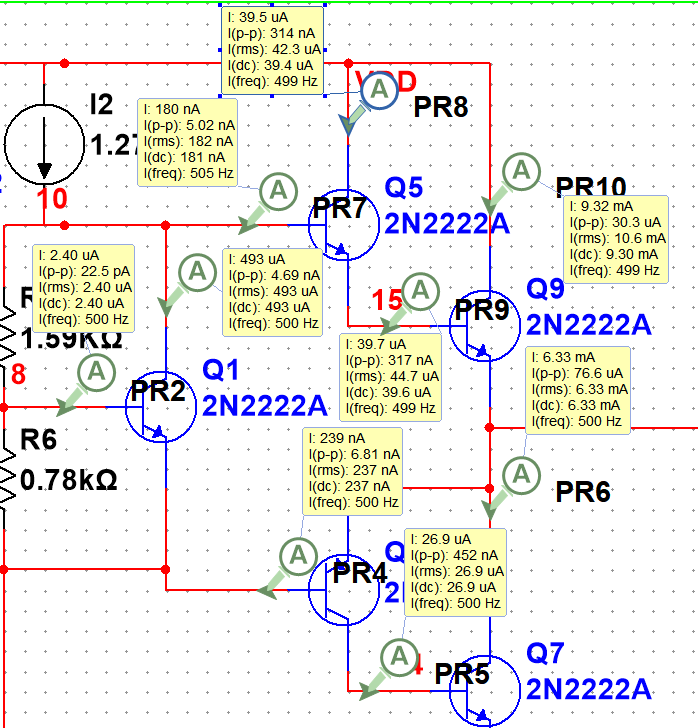 I: 39.5 uA
I(p-p): 314 nA
I(rms): 42.3 uA
I(dc): 39.4 uA
I(freq): 499 Hz
A
PR8
I2
I: 180 nA
I(p-p): 5.02 nA
I(rms): 182 nA
I(dc): 181 nA
I(freq): 505 Hz
10
A
PR7
Q5
2N2222A
A
PR10
I: 9.32 mA
I(p-p): 30.3 uA
I(rms): 10.6 mA
I(dc): 9.30 mA
I(freq): 499 Hz
I: 2.40 uA
I(p-p): 22.5 pA
I(rms): 2.40 uA
I(dc): 2.40 uA
I(freq): 500 Hz
A
I: 493 uA
I(p-p): 4.69 nA
I(rms): 493 uA
I(dc): 493 uA
I(freq): 500 Hz
15
A
PR9
Q9
2N2222A
1.59KΩ
8
A
PR2
Q1
2N2222A
I: 39.7 uA
I(p-p): 317 nA
I(rms): 44.7 uA
I(dc): 39.6 uA
I(freq): 499 Hz
I: 6.33 mA
I(p-p): 76.6 uA
I(rms): 6.33 mA
I(dc): 6.33 mA
I(freq): 500 Hz
R6
0.78kΩ
I: 239 nA
I(p-p): 6.81 nA
I(rms): 237 nA
I(dc): 237 nA
I(freq): 500 Hz
A
PR6
A
PR4
I: 26.9 uA
I(p-p): 452 nA
I(rms): 26.9 uA
I(dc): 26.9 uA
I(freq): 500 Hz
A
PR5
Q7
2N2222A